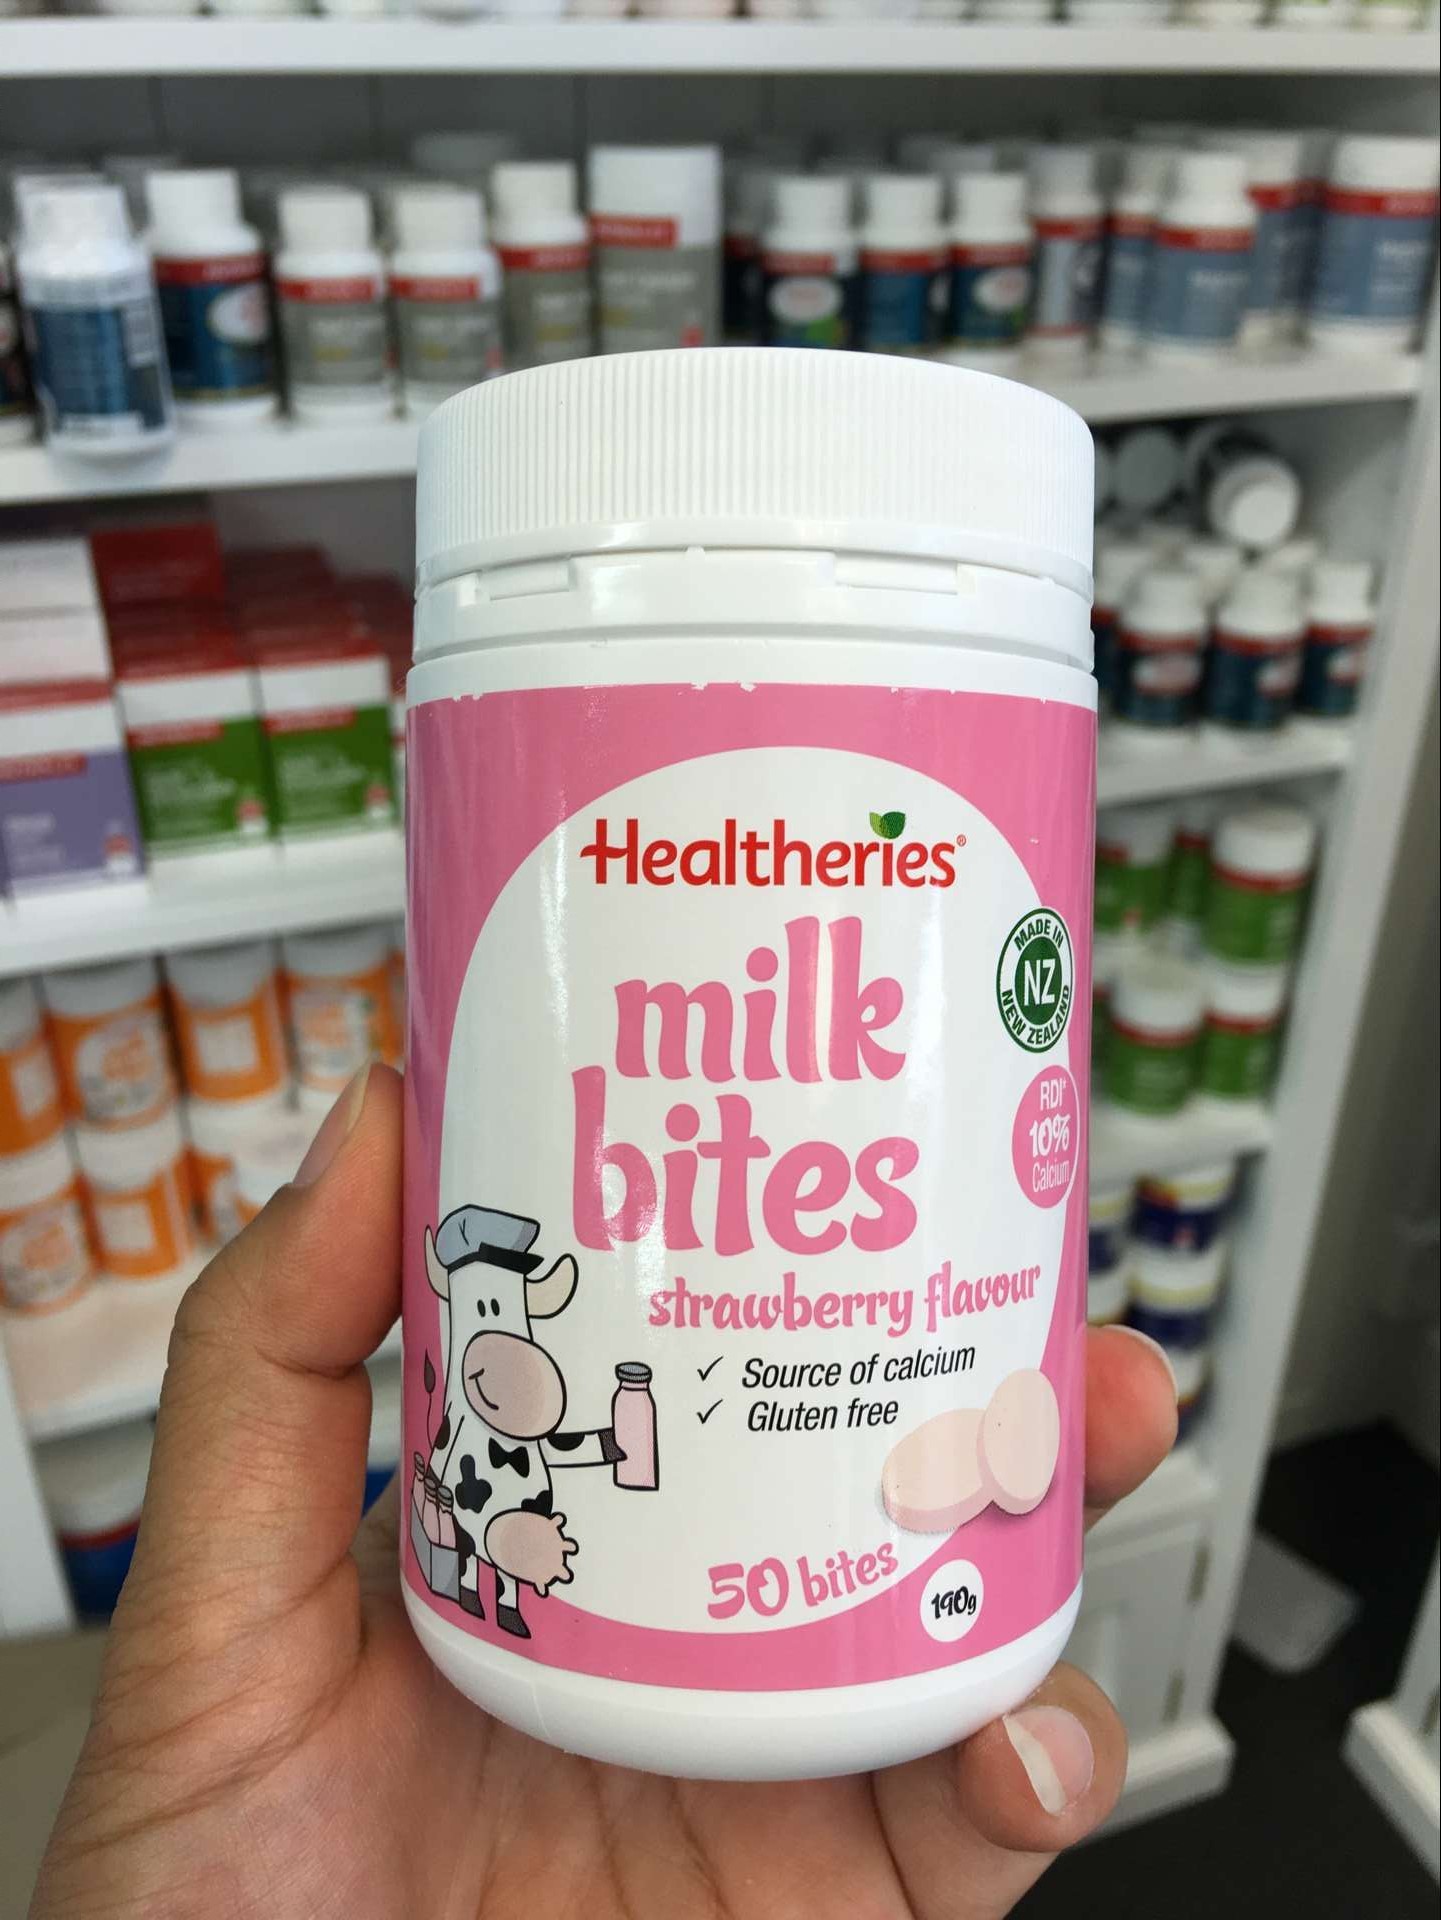 Healtheries®
milk
bites
strawberry flavour
✓ Source of calcium
✓ Gluten free
50 bites
190g
MADE IN
NZ
NEW ZEALAND
RDI*
10%
Calcium